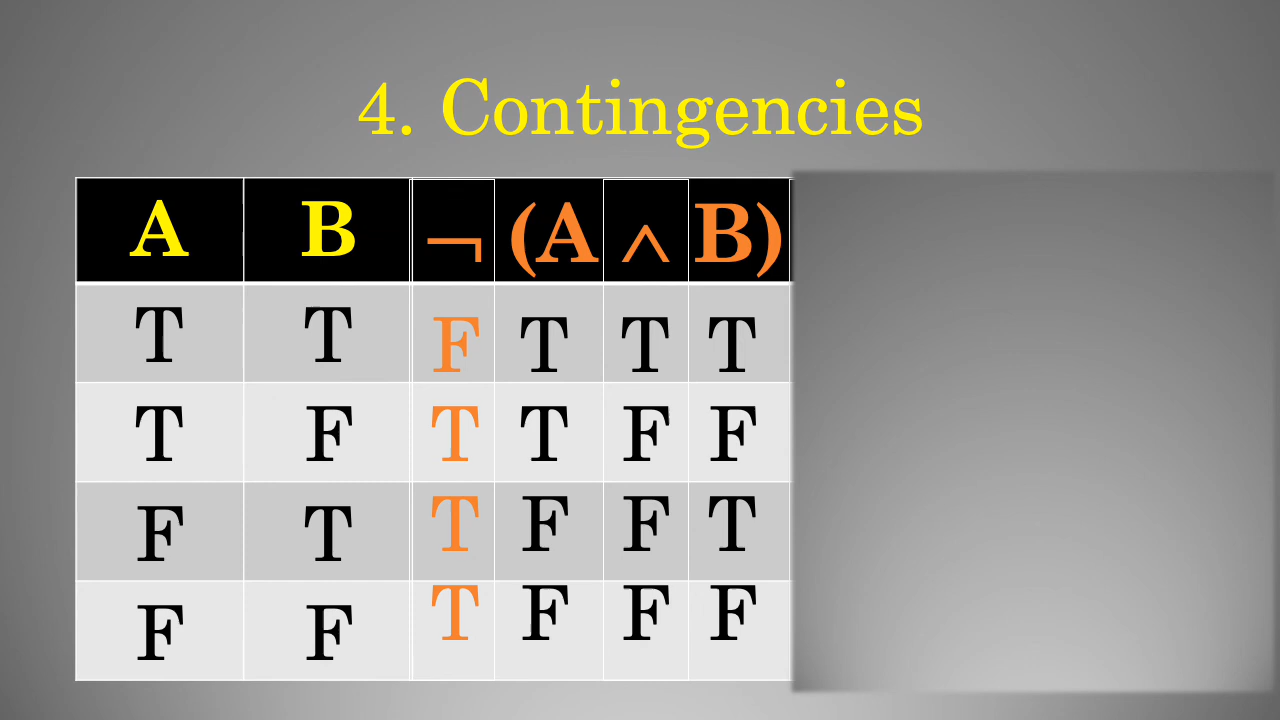 4. Contingencies
A B ¬ (A ∧ B)
T T F T T T
T F T T F F
F T T F F T
F F T F F F